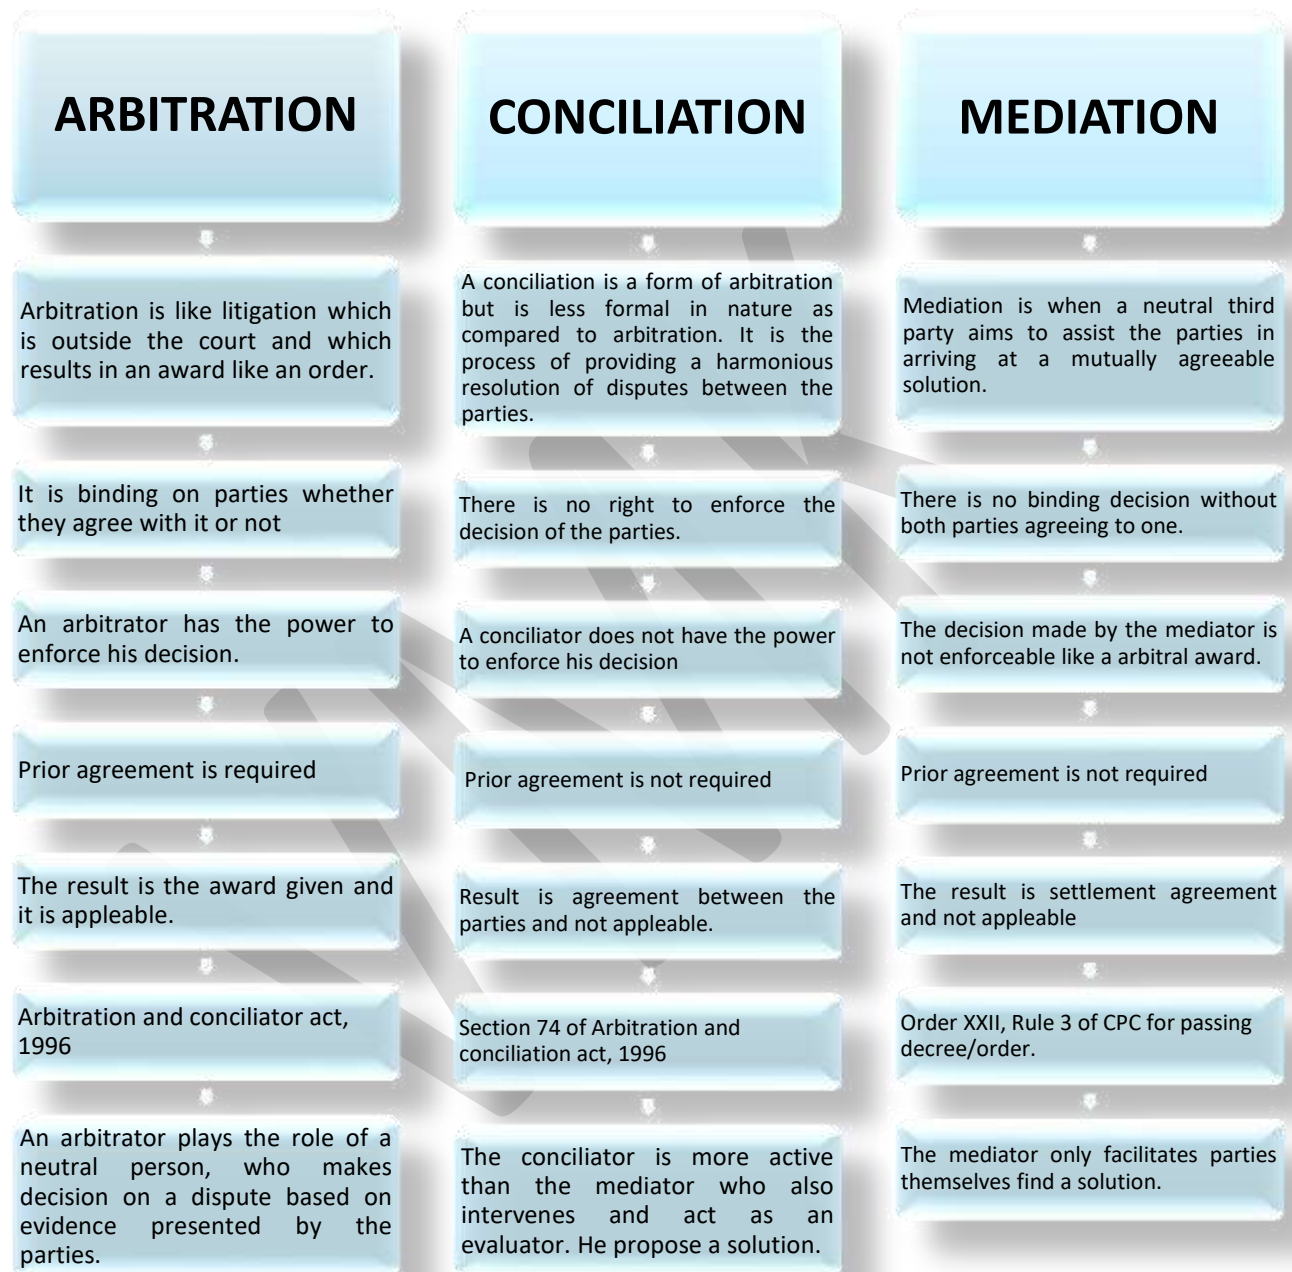 ARBITRATION
Arbitration is like litigation which
is outside the court and which
results in an award like an order.
It is binding on parties whether
they agree with it or not
An arbitrator has the power to
enforce his decision.
Prior agreement is required
The result is the award given and
it is appleable.
Arbitration and conciliator act,
1996
An arbitrator plays the role of a
neutral person, who makes
decision on a dispute based on
evidence presented by the
parties.
CONCILIATION
A conciliation is a form of arbitration
but is less formal in nature as
compared to arbitration. It is the
process of providing a harmonious
resolution of disputes between the
parties.
There is no right to enforce the
decision of the parties.
A conciliator does not have the power
to enforce his decision
Prior agreement is not required
Result is agreement between the
parties and not appleable.
Section 74 of Arbitration and
conciliation act, 1996
The conciliator is more active
than the mediator who also
intervenes and act as an
evaluator. He propose a solution.
MEDIATION
Mediation is when a neutral third
party aims to assist the parties in
arriving at a mutually agreeable
solution.
There is no binding decision without
both parties agreeing to one.
The decision made by the mediator is
not enforceable like a arbitral award.
Prior agreement is not required
The result is settlement agreement
and not appleable
Order XXII, Rule 3 of CPC for passing
decree/order.
The mediator only facilitates parties
themselves find a solution.